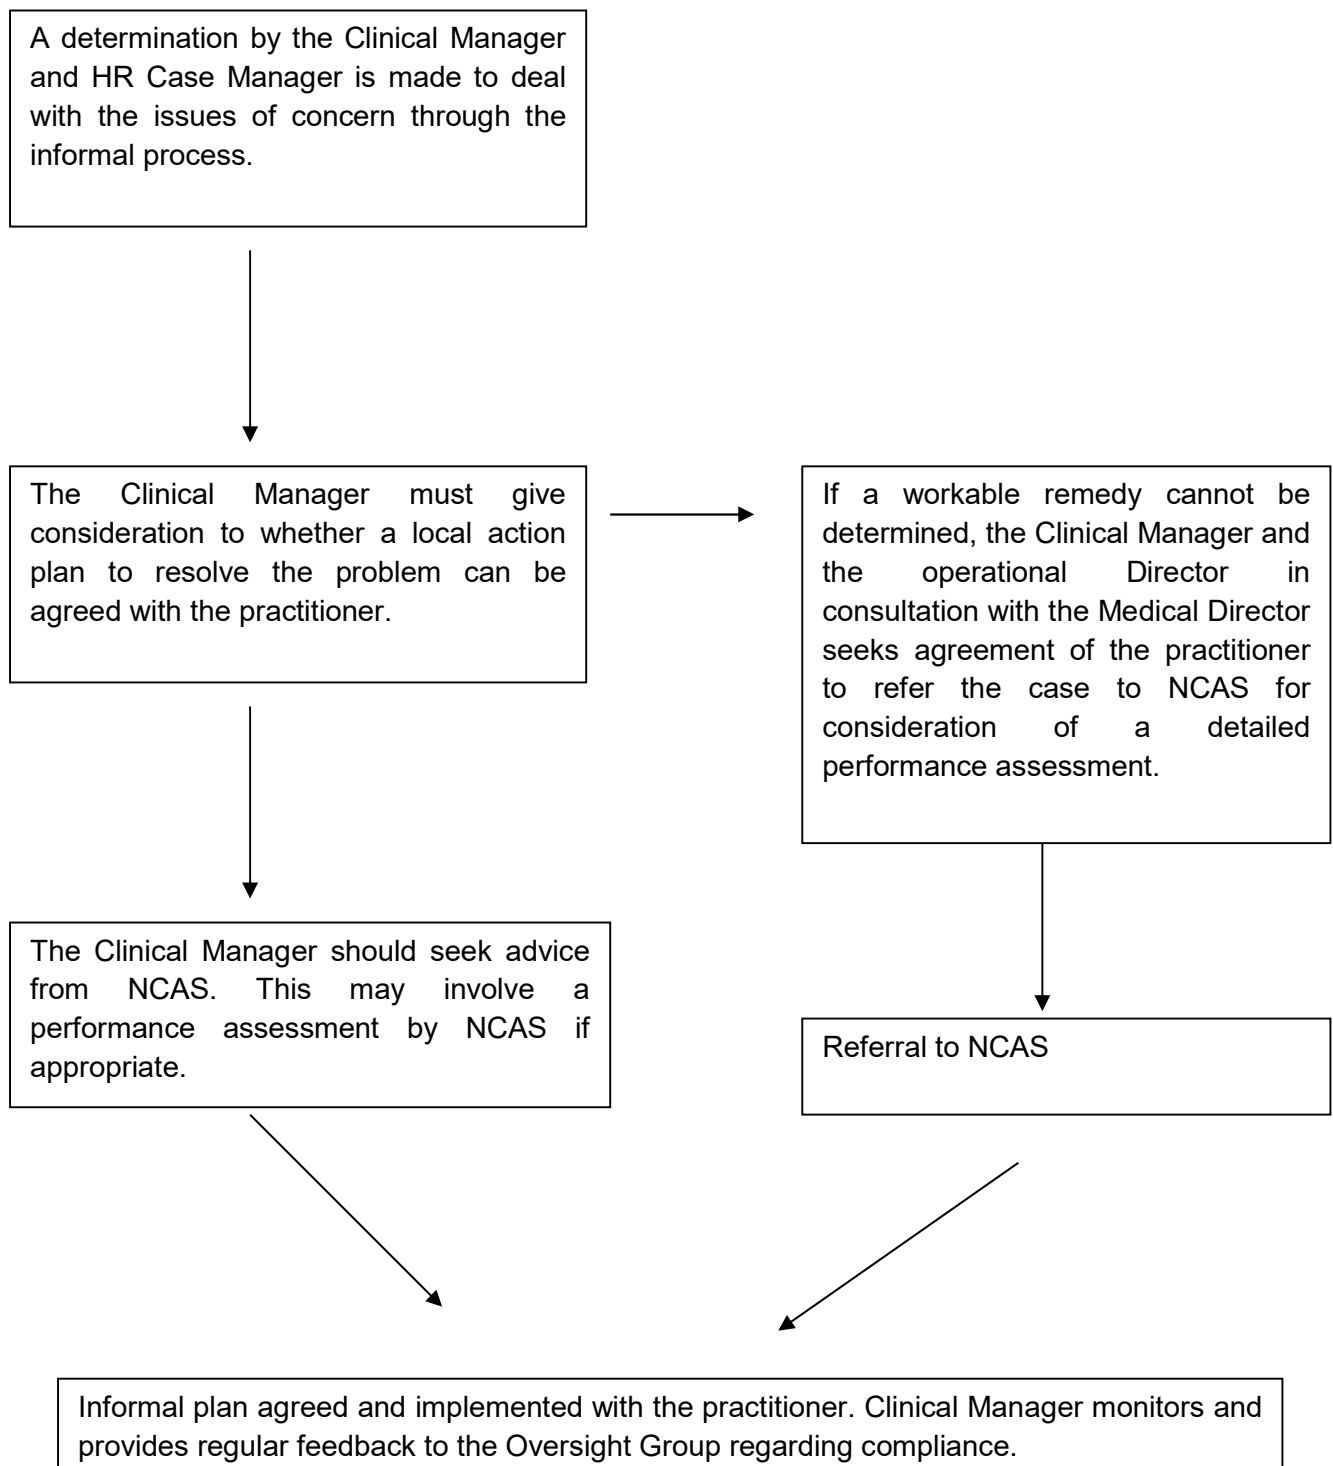 A determination by the Clinical Manager
and HR Case Manager is made to deal
with the issues of concern through the
informal process.
The Clinical Manager must give
consideration to whether a local action
plan to resolve the problem can be
agreed with the practitioner.
If a workable remedy cannot be
determined, the Clinical Manager and
the operational Director in
consultation with the Medical Director
seeks agreement of the practitioner
to refer the case to NCAS for
consideration of a detailed
performance assessment.
The Clinical Manager should seek advice
from NCAS. This may involve a
performance assessment by NCAS if
appropriate.
Referral to NCAS
Informal plan agreed and implemented with the practitioner. Clinical Manager monitors and
provides regular feedback to the Oversight Group regarding compliance.